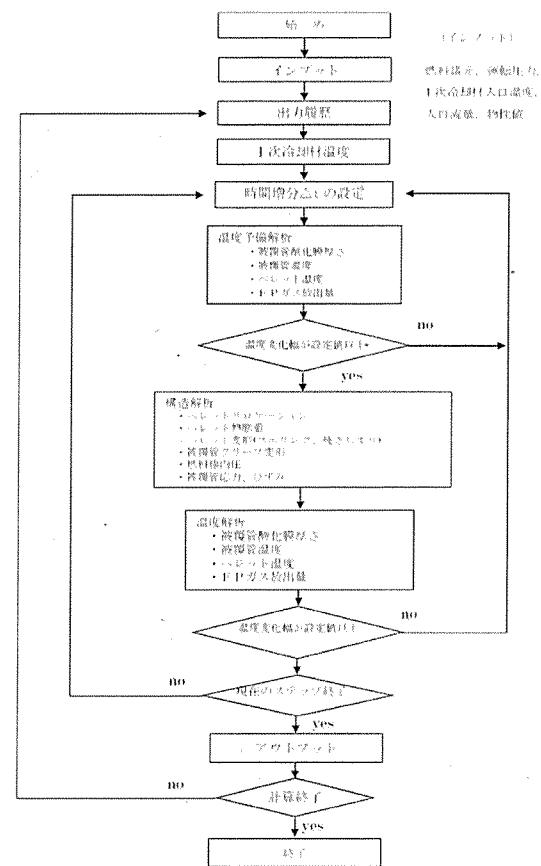 始 め
(インプット)
インプット
燃料諸元、運転圧力、
1次冷却材入口温度、
入口流量、物性値
出力履歴
1次冷却材温度
時間増分△tの設定
温度予備解析
・被覆管酸化膜厚さ
・被覆管温度
・ペレット温度
・FPガス放出量
no
温度変化幅が設定値以下
yes
構造解析
・ペレットリロケーション
・ペレット熱膨張
・ペレット変形(スエリング、焼きしまり)
・被覆管クリープ変形
・燃料棒内圧
・被覆管応力、ひずみ
温度解析
・被覆管酸化膜厚さ
・被覆管温度
・ペレット温度
・FPガス放出量
no
温度変化幅が設定値以下
no
現在のステップ終了
yes
アウトプット
no
計算終了
yes
終了